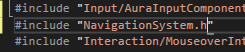 #include "Input/AuraInputComponent
#include "NavigationSystem.h"
#include "Interaction/MouseoverInt